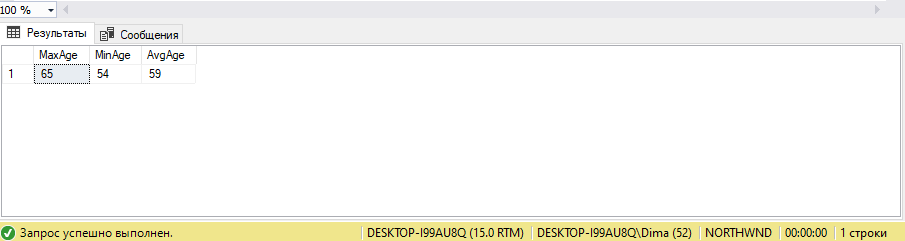 100 %
Результаты Сообщения
MaxAge MinAge AvgAge
1 65 54 59
Запрос успешно выполнен. DESKTOP-I99AU8Q (15.0 RTM) DESKTOP-I99AU8Q\Dima (52) NORTHWND 00:00:00 1 строки